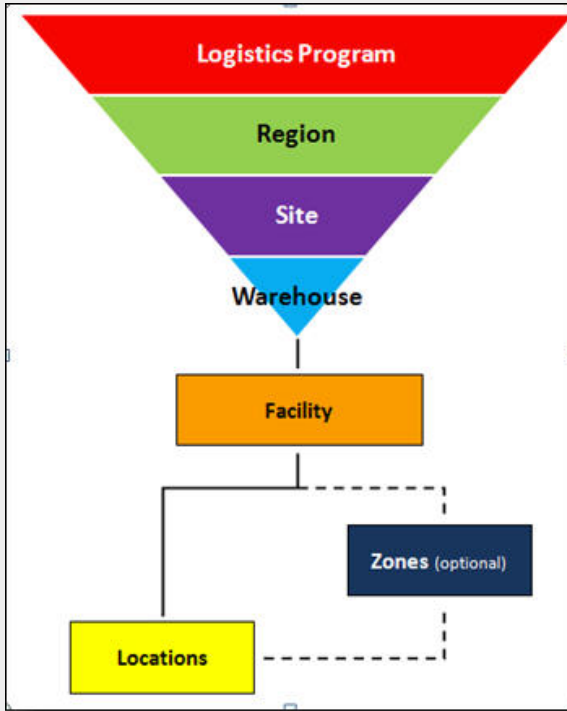 Logistics Program
Region
Site
Warehouse
Facility
Zones (optional)
Locations